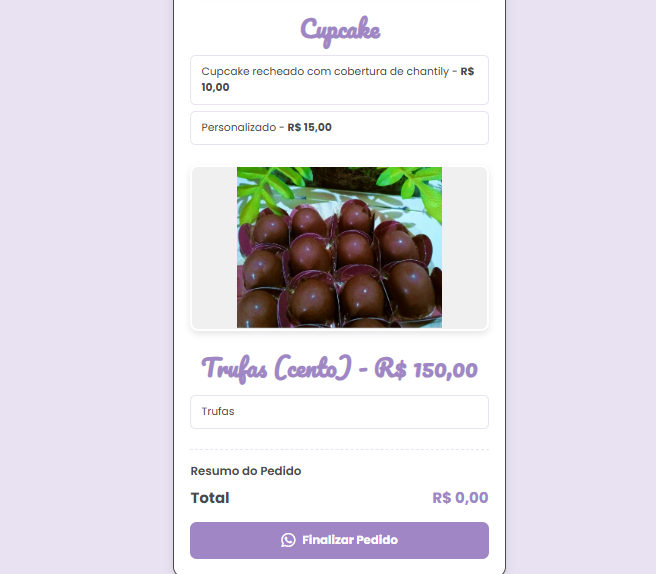 Cupcake
Cupcake recheado com cobertura de chantily - R$
10,00
Personalizado - R$ 15,00
Trufas (cento) - R$ 150,00
Trufas
Resumo do Pedido
Total R$ 0,00
Finalizar Pedido